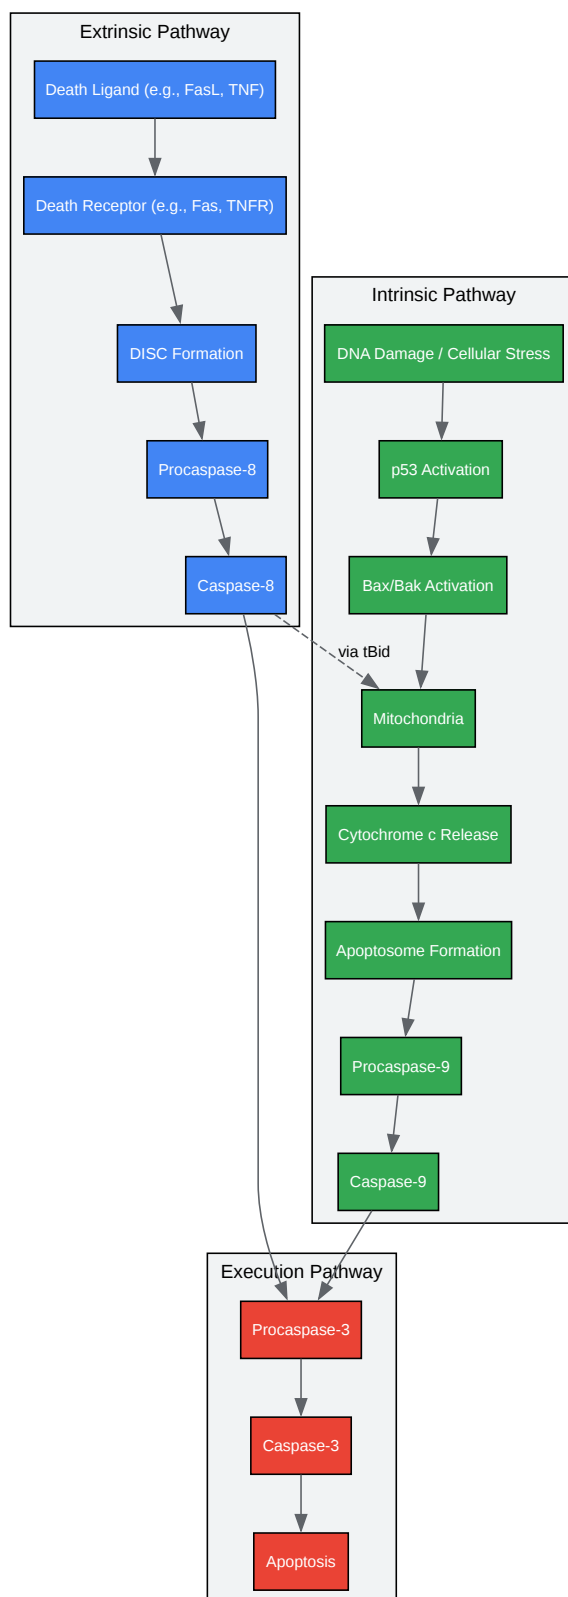 Extrinsic Pathway
Death Ligand (e.g., FasL, TNF)
Death Receptor (e.g., Fas, TNFR)
DISC Formation
Procaspase-8
Caspase-8
Intrinsic Pathway
DNA Damage / Cellular Stress
p53 Activation
Bax/Bak Activation
via tBid
Mitochondria
Cytochrome c Release
Apoptosome Formation
Procaspase-9
Caspase-9
Execution Pathway
Procaspase-3
Caspase-3
Apoptosis